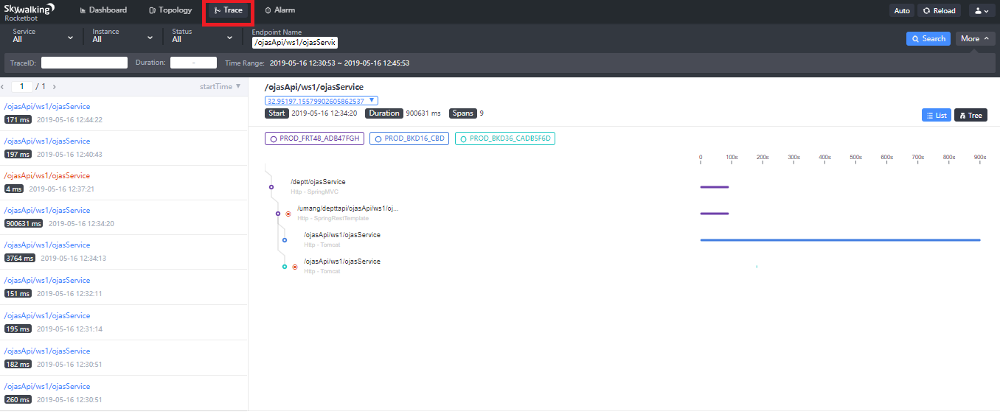 Skywalking Dashboard Topology Trace Alarm Auto Reload
Rocketbot
Service Instance Status Endpoint Name
All All All /ojasApi/ws1/ojasServic Search More
TraceID: Duration: - Time Range: 2019-05-16 12:30:53 ~ 2019-05-16 12:45:53
1 / 1 startTime
/ojasApi/ws1/ojasService
171 ms 2019-05-16 12:44:22
/ojasApi/ws1/ojasService
197 ms 2019-05-16 12:40:43
/ojasApi/ws1/ojasService
4 ms 2019-05-16 12:37:21
/ojasApi/ws1/ojasService
900631 ms 2019-05-16 12:34:20
/ojasApi/ws1/ojasService
3764 ms 2019-05-16 12:34:13
/ojasApi/ws1/ojasService
151 ms 2019-05-16 12:32:11
/ojasApi/ws1/ojasService
195 ms 2019-05-16 12:31:14
/ojasApi/ws1/ojasService
182 ms 2019-05-16 12:30:51
/ojasApi/ws1/ojasService
260 ms 2019-05-16 12:30:51
/ojasApi/ws1/ojasService
32.95197.15579902605862537
Start 2019-05-16 12:34:20 Duration 900631 ms Spans 9
List Tree
PROD_FRT48_ADB47FGH PROD_BKD16_CBD PROD_BKD36_CADB5F6D
0 100s 200s 300s 400s 500s 600s 700s 800s 900s
/deptt/ojasService
Http - SpringMVC
/umang/depttapi/ojasApi/ws1/oj...
Http - SpringRestTemplate
/ojasApi/ws1/ojasService
Http - Tomcat
/ojasApi/ws1/ojasService
Http - Tomcat